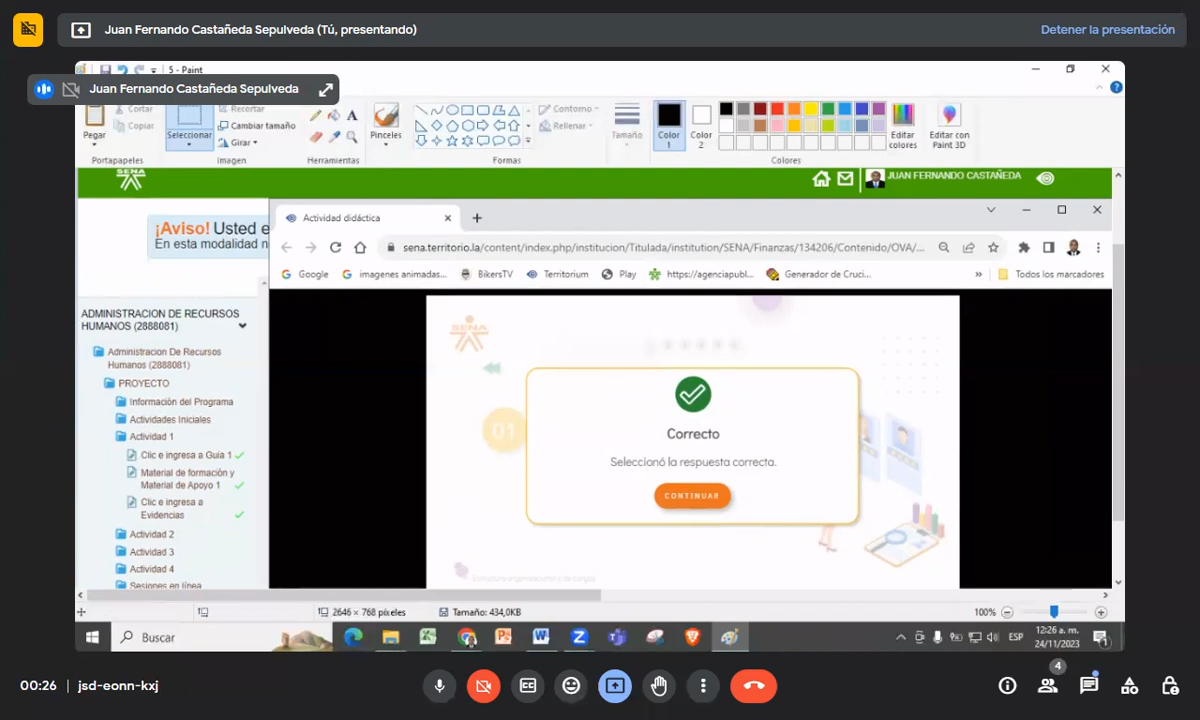 Juan Fernando Castañeda Sepulveda (Tú, presentando)
Detener la presentación
5 - Paint
Juan Fernando Castañeda Sepulveda
Pegar
Cortar
Copiar
Portapapeles
Seleccionar
Recortar
Cambiar tamaño
Girar
Imagen
A
Herramientas
Pinceles
Formas
Contorno
Rellenar
Tamaño
Color
1
Color
2
Colores
Editar
colores
Editar con
Paint 3D
SENA
JUAN FERNANDO CASTAÑEDA
¡Aviso! Usted e
En esta modalidad n
Actividad didáctica
sena.territorio.la/content/index.php/institucion/Titulada/institution/SENA/Finanzas/134206/Contenido/OVA/...
Google
imagenes animadas...
BikersTV
Territorium
Play
https://agenciapubl...
Generador de Cruci...
»
Todos los marcadores
ADMINISTRACION DE RECURSOS
HUMANOS (2888081)
Administracion De Recursos
Humanos (2888081)
PROYECTO
Información del Programa
Actividades Iniciales
Actividad 1
Clic e ingresa a Guia 1
Material de formación y
Material de Apoyo 1
Clic e ingresa a
Evidencias
Actividad 2
Actividad 3
Actividad 4
Sesiones en línea
SENA
01
Correcto
Seleccionó la respuesta correcta.
CONTINUAR
2646 × 768 píxeles
Tamaño: 434,0KB
100%
Buscar
ESP
12:26 a. m.
24/11/2023
1
00:26 | jsd-eonn-kxj
4